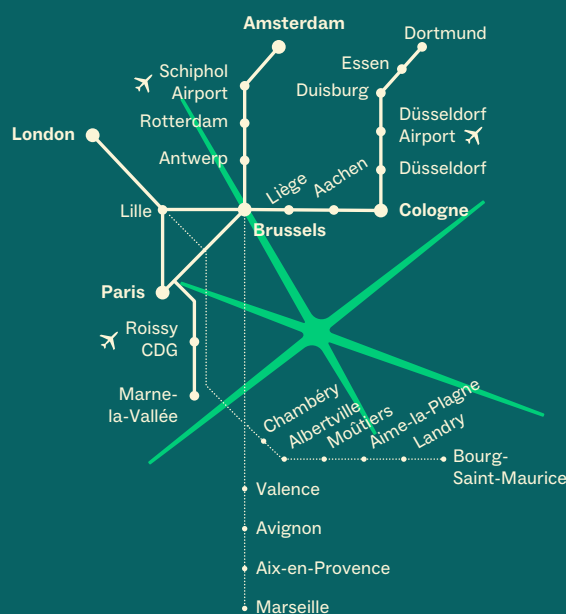 Amsterdam
Dortmund
Essen
Schiphol
Airport
Duisburg
Rotterdam
Düsseldorf
Airport
London
Antwerp
Liège
Aachen
Düsseldorf
Lille
Cologne
Brussels
Paris
Roissy
CDG
Marne-
la-Vallée
Chambéry
Albertville
Moûtiers
Aime-la-Plagne
Landry
Bourg-
Saint-Maurice
Valence
Avignon
Aix-en-Provence
Marseille